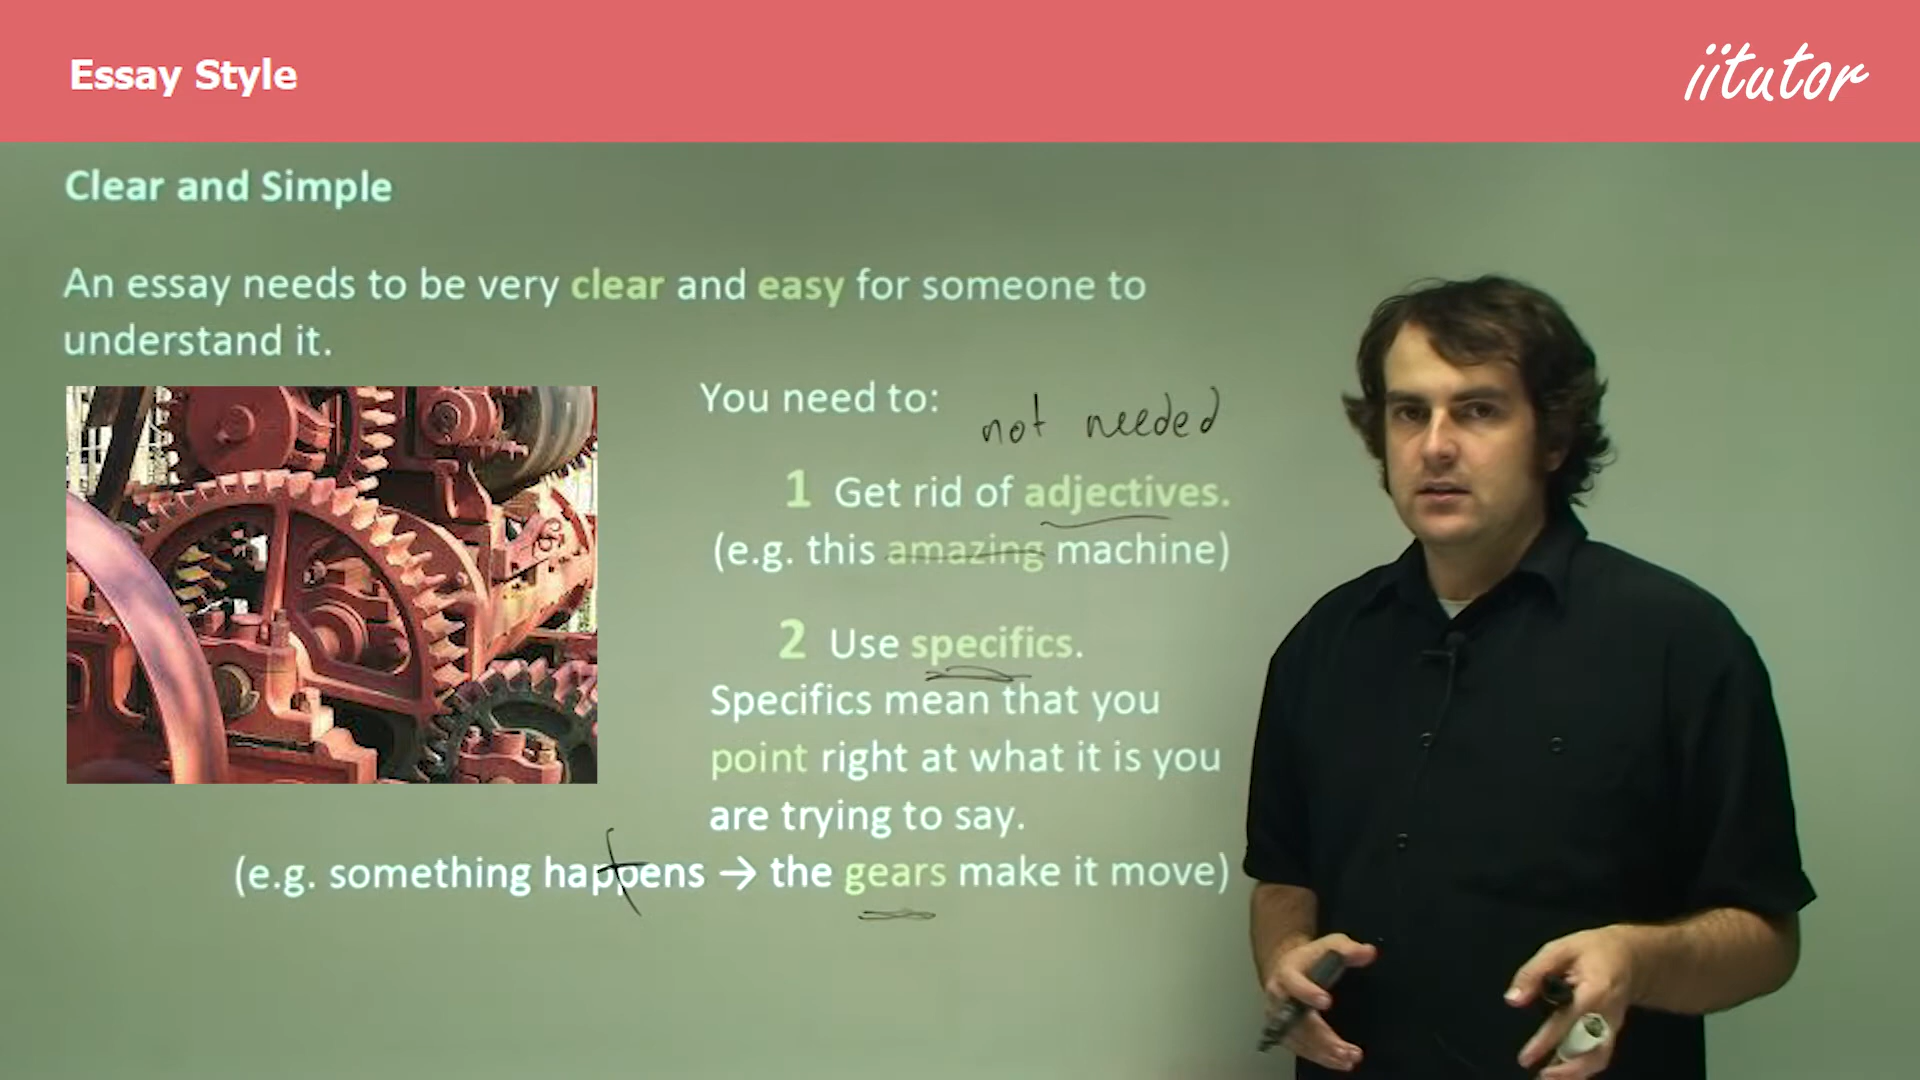 Essay Style
iitutor
Clear and Simple
An essay needs to be very clear and easy for someone to
understand it.
You need to:
not needed
1 Get rid of adjectives.
(e.g. this amazing machine)
2 Use specifics.
Specifics mean that you
point right at what it is you
are trying to say.
(e.g. something happens → the gears make it move)